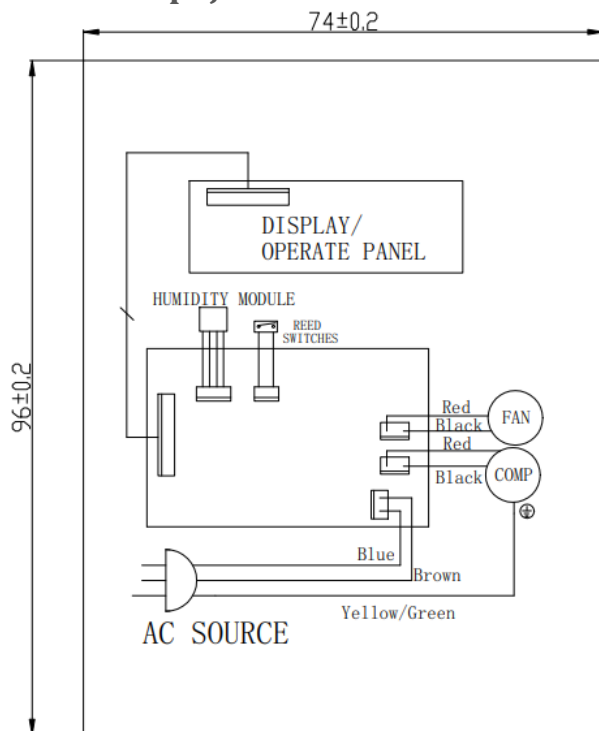 74±0.2
96±0.2
DISPLAY/
OPERATE PANEL
HUMIDITY MODULE
REED
SWITCHES
Red
Black
FAN
Red
Black
COMP
Blue
Brown
Yellow/Green
AC SOURCE